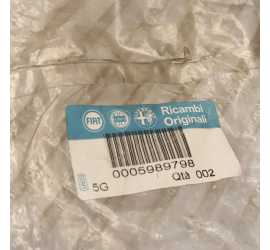 FIAT
Ricambi
Originali
0005989798
5G
Qtà 002